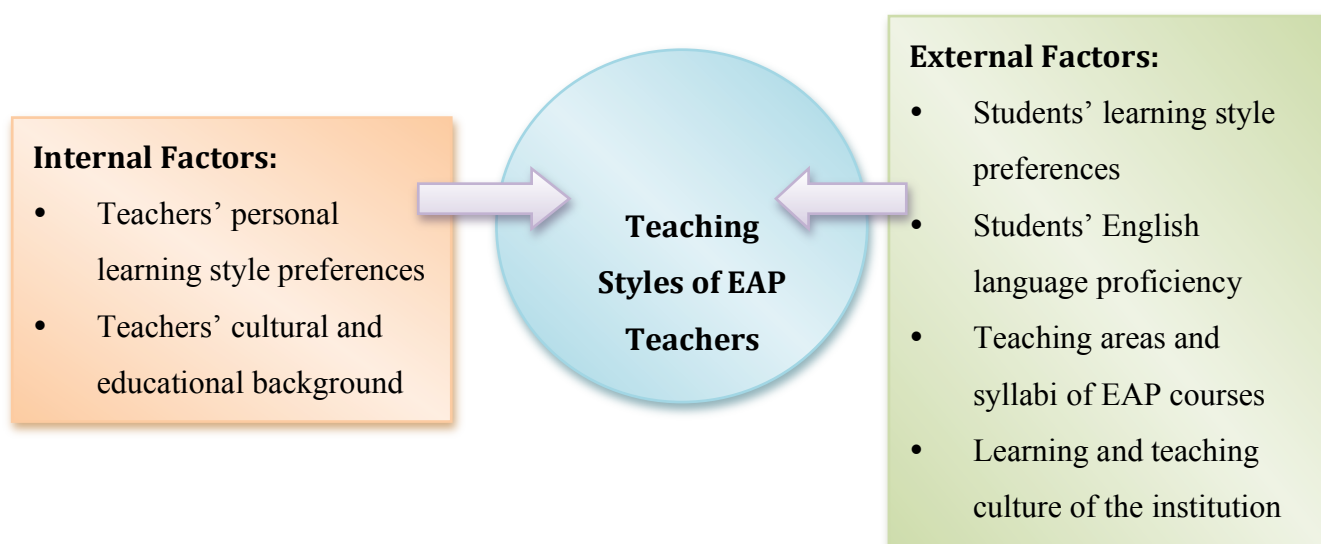 Internal Factors:
• Teachers’ personal
learning style preferences
• Teachers’ cultural and
educational background
Teaching
Styles of EAP
Teachers
External Factors:
• Students’ learning style
preferences
• Students’ English
language proficiency
• Teaching areas and
syllabi of EAP courses
• Learning and teaching
culture of the institution